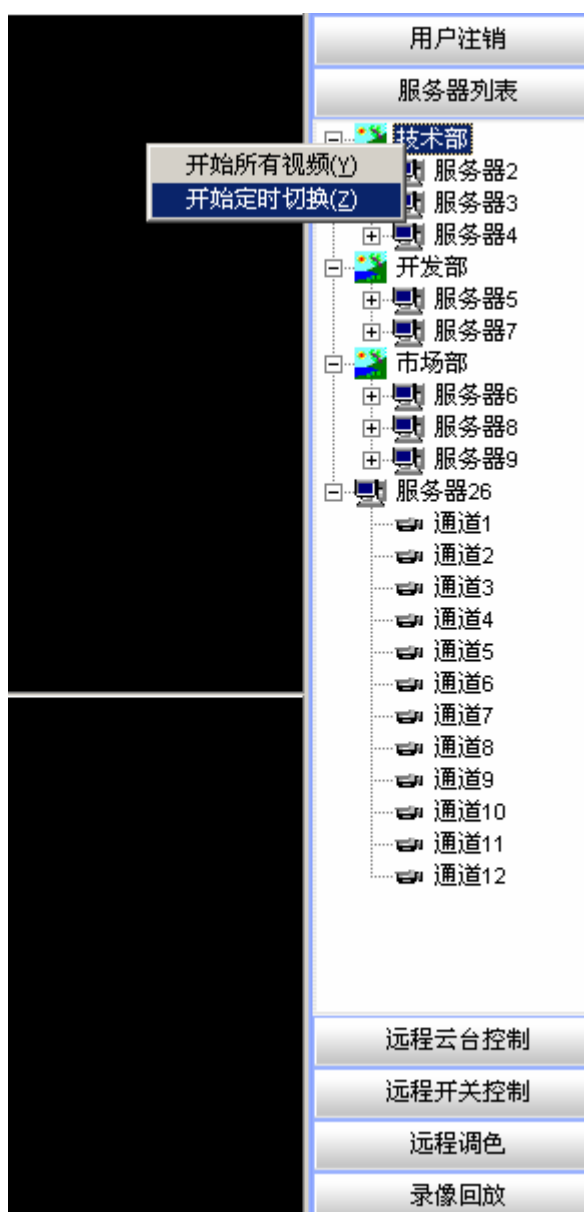 用户注销
服务器列表
技术部
开始所有视频(Y)
服务器2
开始定时切换(Z)
服务器3
服务器4
开发部
服务器5
服务器7
市场部
服务器6
服务器8
服务器9
服务器26
通道1
通道2
通道3
通道4
通道5
通道6
通道7
通道8
通道9
通道10
通道11
通道12
远程云台控制
远程开关控制
远程调色
录像回放